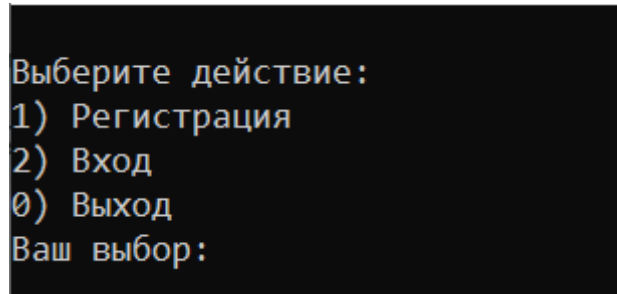 Выберите действие:
1) Регистрация
2) Вход
0) Выход
Ваш выбор: